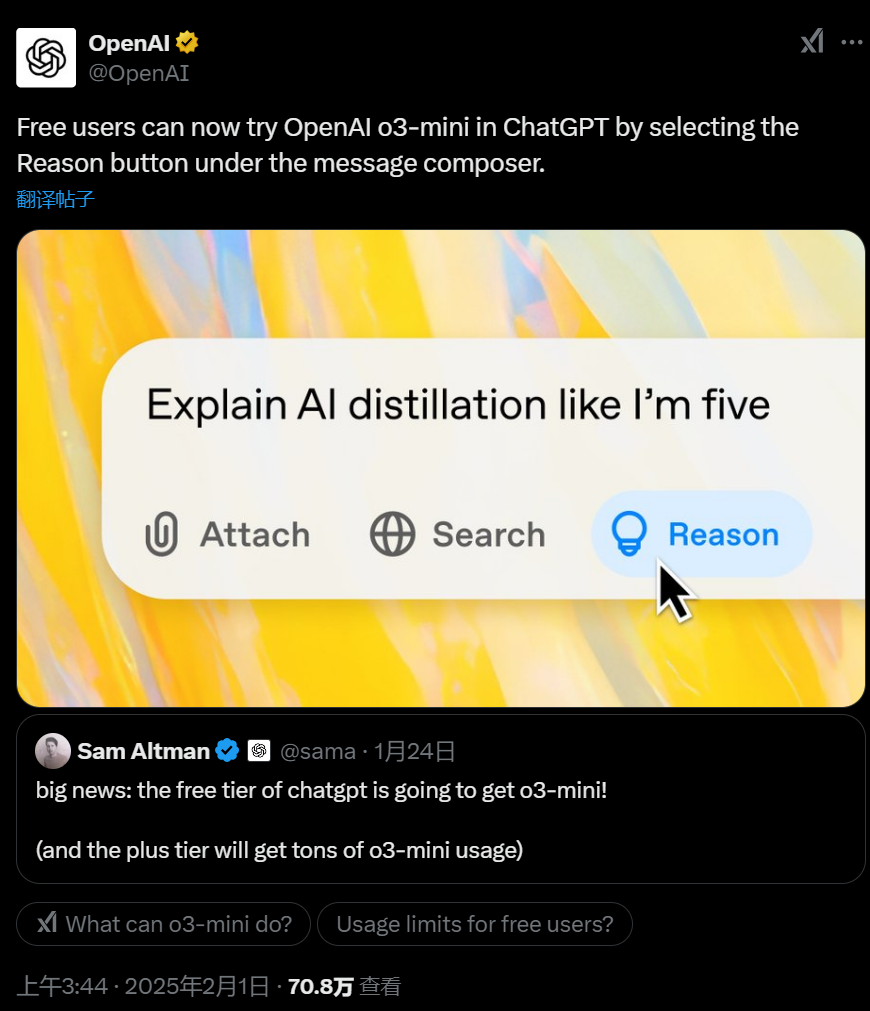 OpenAI
@OpenAI
Free users can now try OpenAI o3-mini in ChatGPT by selecting the
Reason button under the message composer.
翻译帖子
Explain AI distillation like I’m five
Attach Search Reason
Sam Altman @sama · 1月24日
big news: the free tier of chatgpt is going to get o3-mini!
(and the plus tier will get tons of o3-mini usage)
What can o3-mini do? Usage limits for free users?
上午3:44 · 2025年2月1日 · 70.8万 查看